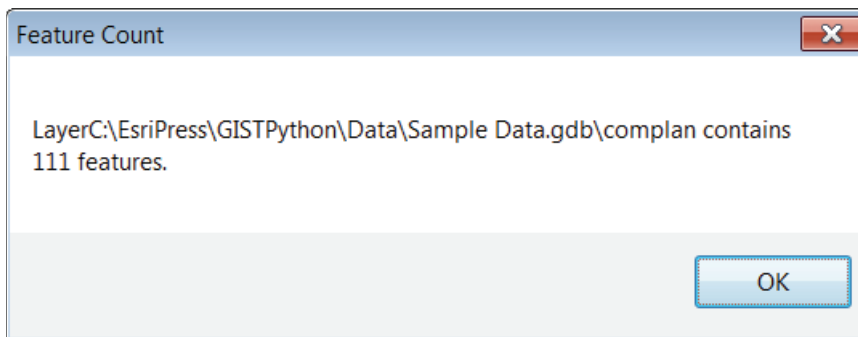 Feature Count
LayerC:\EsriPress\GISTPython\Data\Sample Data.gdb\complan contains
111 features.
OK